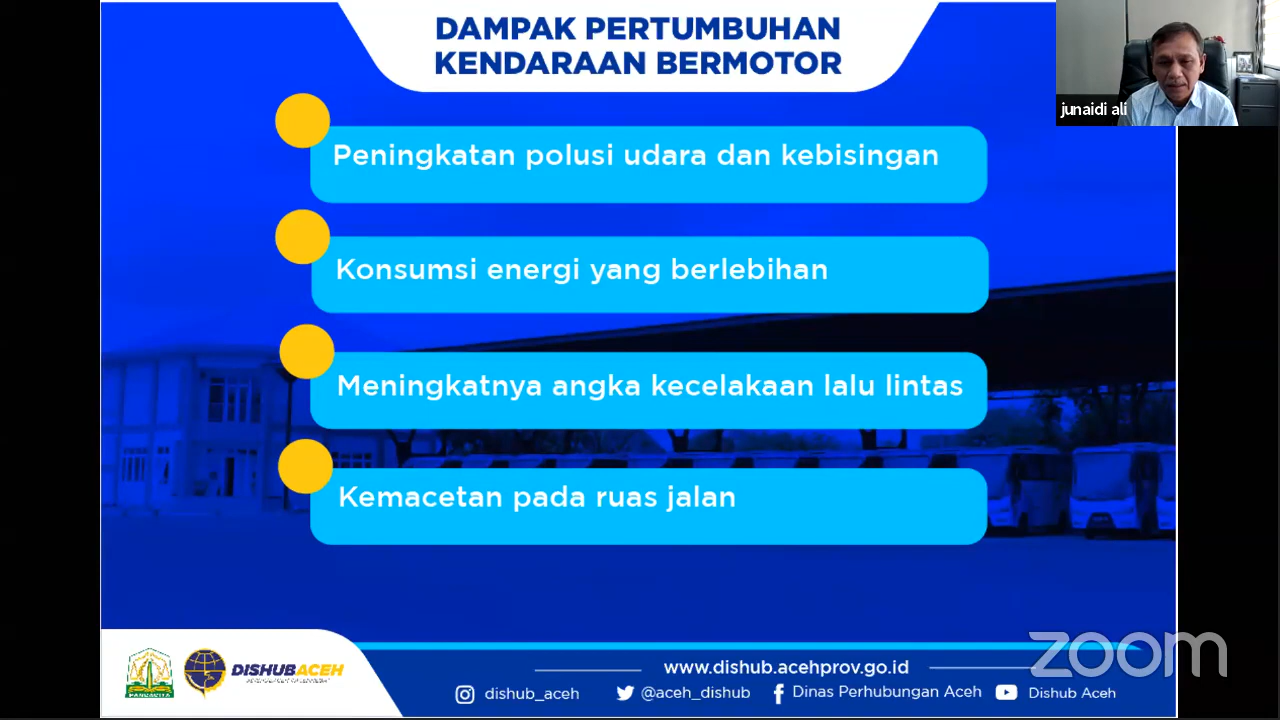 DAMPAK PERTUMBUHAN
KENDARAAN BERMOTOR
junaidi ali
Peningkatan polusi udara dan kebisingan
Konsumsi energi yang berlebihan
Meningkatnya angka kecelakaan lalu lintas
Kemacetan pada ruas jalan
PANCACITA
DISHUBACEH
www.dishub.acehprov.go.id
dishub_aceh
@aceh_dishub
Dinas Perhubungan Aceh
Dishub Aceh
zoom